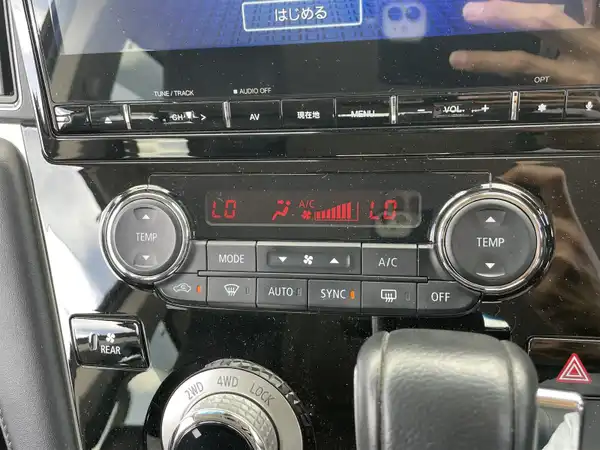 はじめる
OPT
TUNE / TRACK
■ AUDIO OFF
< CH >
AV
現在地
MENU
− VOL +
LO
A/C
LO
TEMP
TEMP
MODE
A/C
AUTO
SYNC
OFF
REAR
2WD
4WD
LOCK